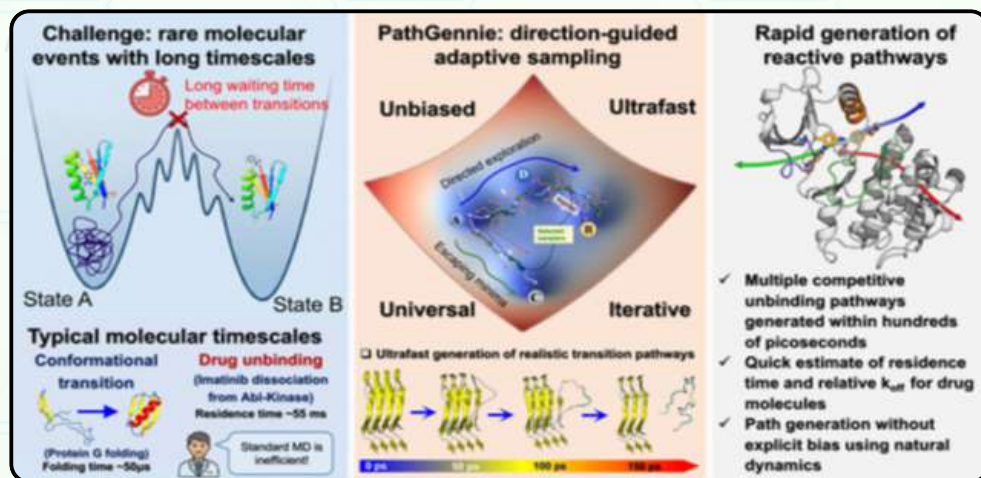 Challenge: rare molecular
events with long timescales
Long waiting time
between transitions
State A
State B
Typical molecular timescales
Conformational
transition
(Protein G folding)
Folding time ~50µs
Drug unbinding
(Imatinib dissociation
from Abl-Kinase)
Residence time ~55 ms
Standard MD is
inefficient!
PathGennie: direction-guided
adaptive sampling
Unbiased
Ultrafast
Directed exploration
A
D
B
Selected
samplers
Escaping minima
C
Universal
Iterative
❑ Ultrafast generation of realistic transition pathways
0 ps
50 ps
100 ps
150 ps
Rapid generation of
reactive pathways
✓ Multiple competitive
unbinding pathways
generated within hundreds
of picoseconds
✓ Quick estimate of residence
time and relative k_off for drug
molecules
✓ Path generation without
explicit bias using natural
dynamics